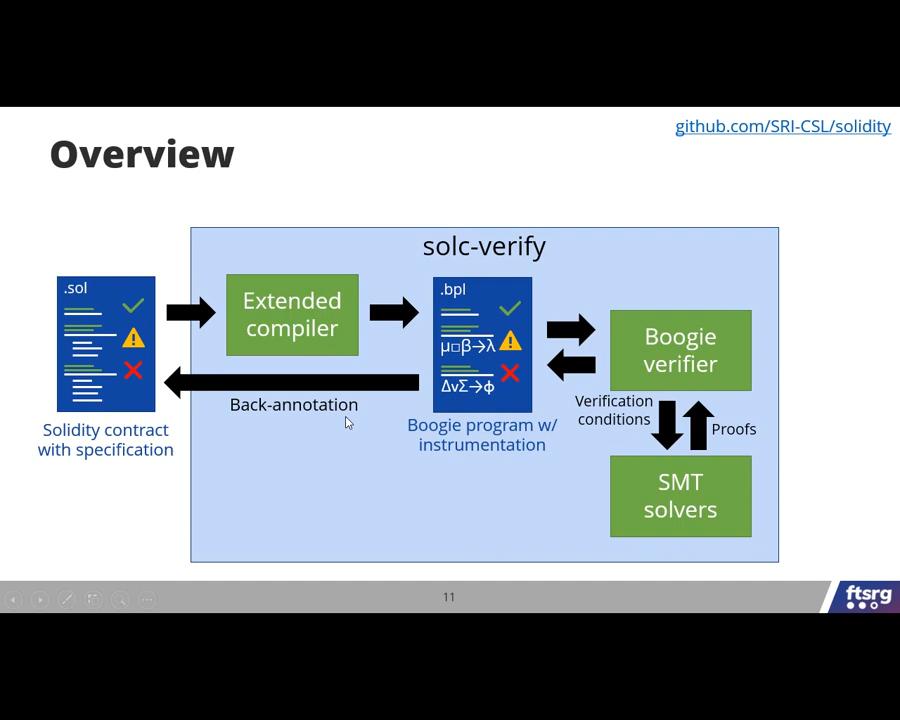 github.com/SRI-CSL/solidity
Overview
solc-verify
.sol
Extended
compiler
.bpl
μ□β→λ
ΔvΣ→ϕ
Boogie
verifier
Back-annotation
Solidity contract
with specification
Boogie program w/
instrumentation
Verification
conditions
Proofs
SMT
solvers
11
ftsrg